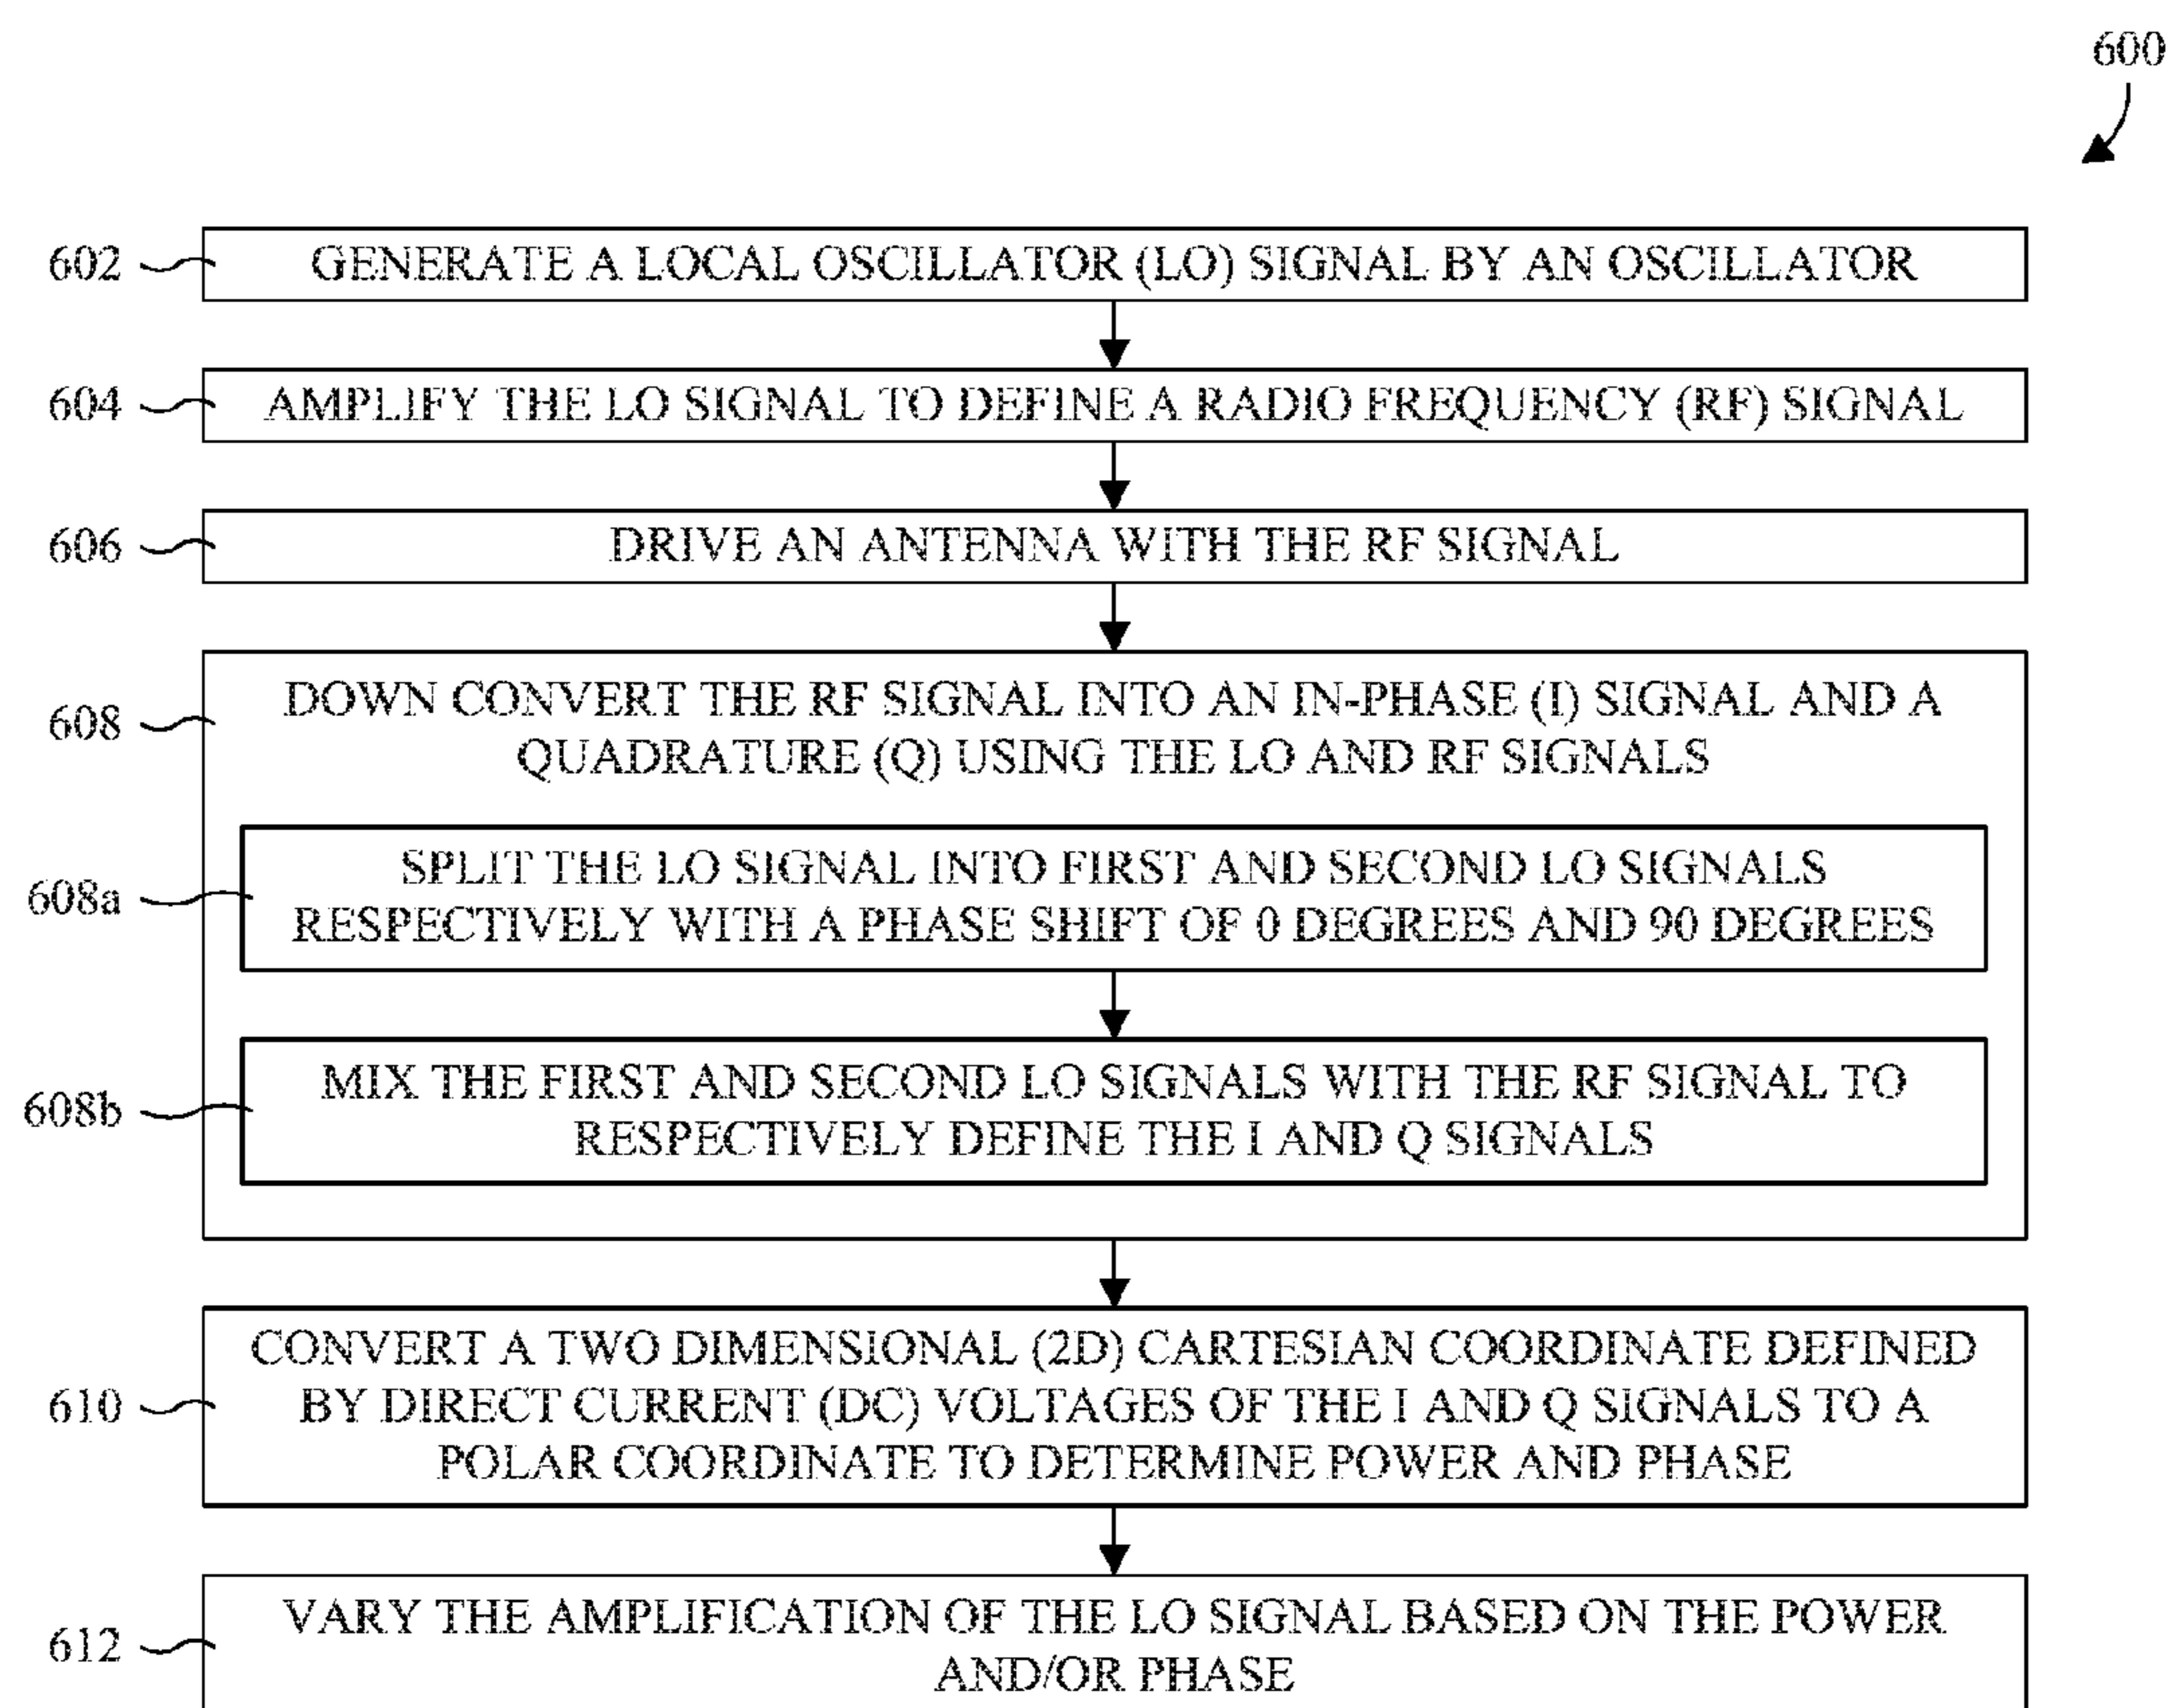 600
602 GENERATE A LOCAL OSCILLATOR (LO) SIGNAL BY AN OSCILLATOR
604 AMPLIFY THE LO SIGNAL TO DEFINE A RADIO FREQUENCY (RF) SIGNAL
606 DRIVE AN ANTENNA WITH THE RF SIGNAL
608 DOWN CONVERT THE RF SIGNAL INTO AN IN-PHASE (I) SIGNAL AND A
QUADRATURE (Q) USING THE LO AND RF SIGNALS
608a SPLIT THE LO SIGNAL INTO FIRST AND SECOND LO SIGNALS
RESPECTIVELY WITH A PHASE SHIFT OF 0 DEGREES AND 90 DEGREES
608b MIX THE FIRST AND SECOND LO SIGNALS WITH THE RF SIGNAL TO
RESPECTIVELY DEFINE THE I AND Q SIGNALS
CONVERT A TWO DIMENSIONAL (2D) CARTESIAN COORDINATE DEFINED
610 BY DIRECT CURRENT (DC) VOLTAGES OF THE I AND Q SIGNALS TO A
POLAR COORDINATE TO DETERMINE POWER AND PHASE
612 VARY THE AMPLIFICATION OF THE LO SIGNAL BASED ON THE POWER
AND/OR PHASE